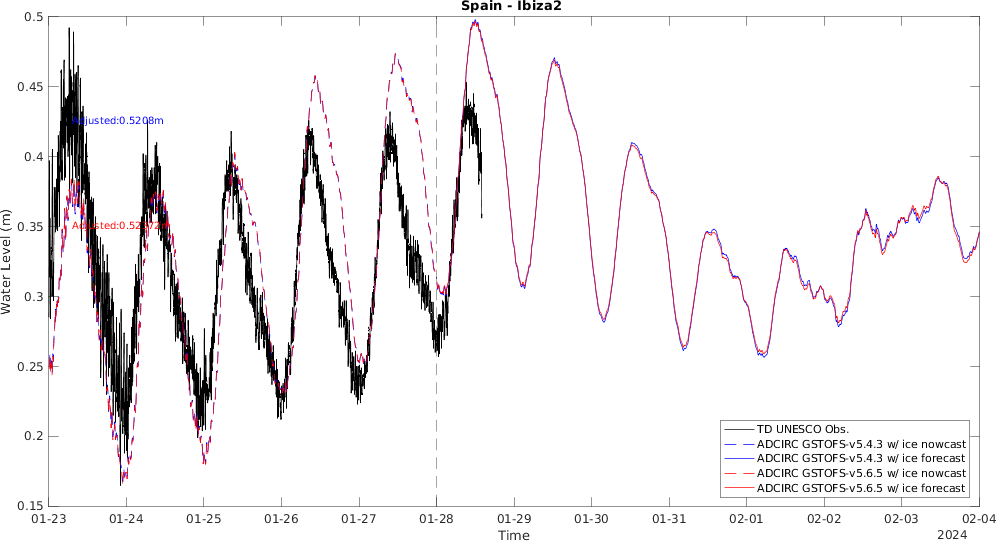 Spain - Ibiza2
0.5
0.45
0.4
0.35
0.3
0.25
0.2
0.15
Water Level (m)
Adjusted:0.5208m
TD UNESCO Obs.
ADCIRC GSTOFS-v5.4.3 w/ ice nowcast
ADCIRC GSTOFS-v5.4.3 w/ ice forecast
ADCIRC GSTOFS-v5.6.5 w/ ice nowcast
ADCIRC GSTOFS-v5.6.5 w/ ice forecast
01-23 01-24 01-25 01-26 01-27 01-28 01-29 01-30 01-31 02-01 02-02 02-03 02-04
Time
2024